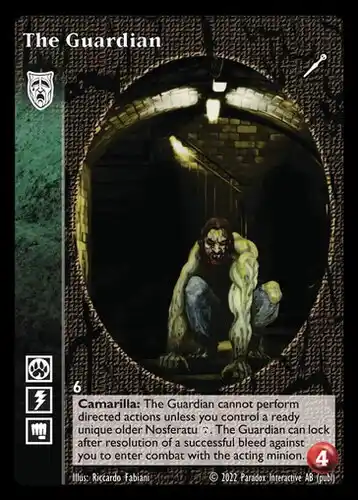 The Guardian
6
Camarilla: The Guardian cannot perform
directed actions unless you control a ready
unique older Nosferatu. The Guardian can lock
after resolution of a successful bleed against
you to enter combat with the acting minion.
4
Illus: Riccardo Fabiani © 2022 Paradox Interactive AB (publ)